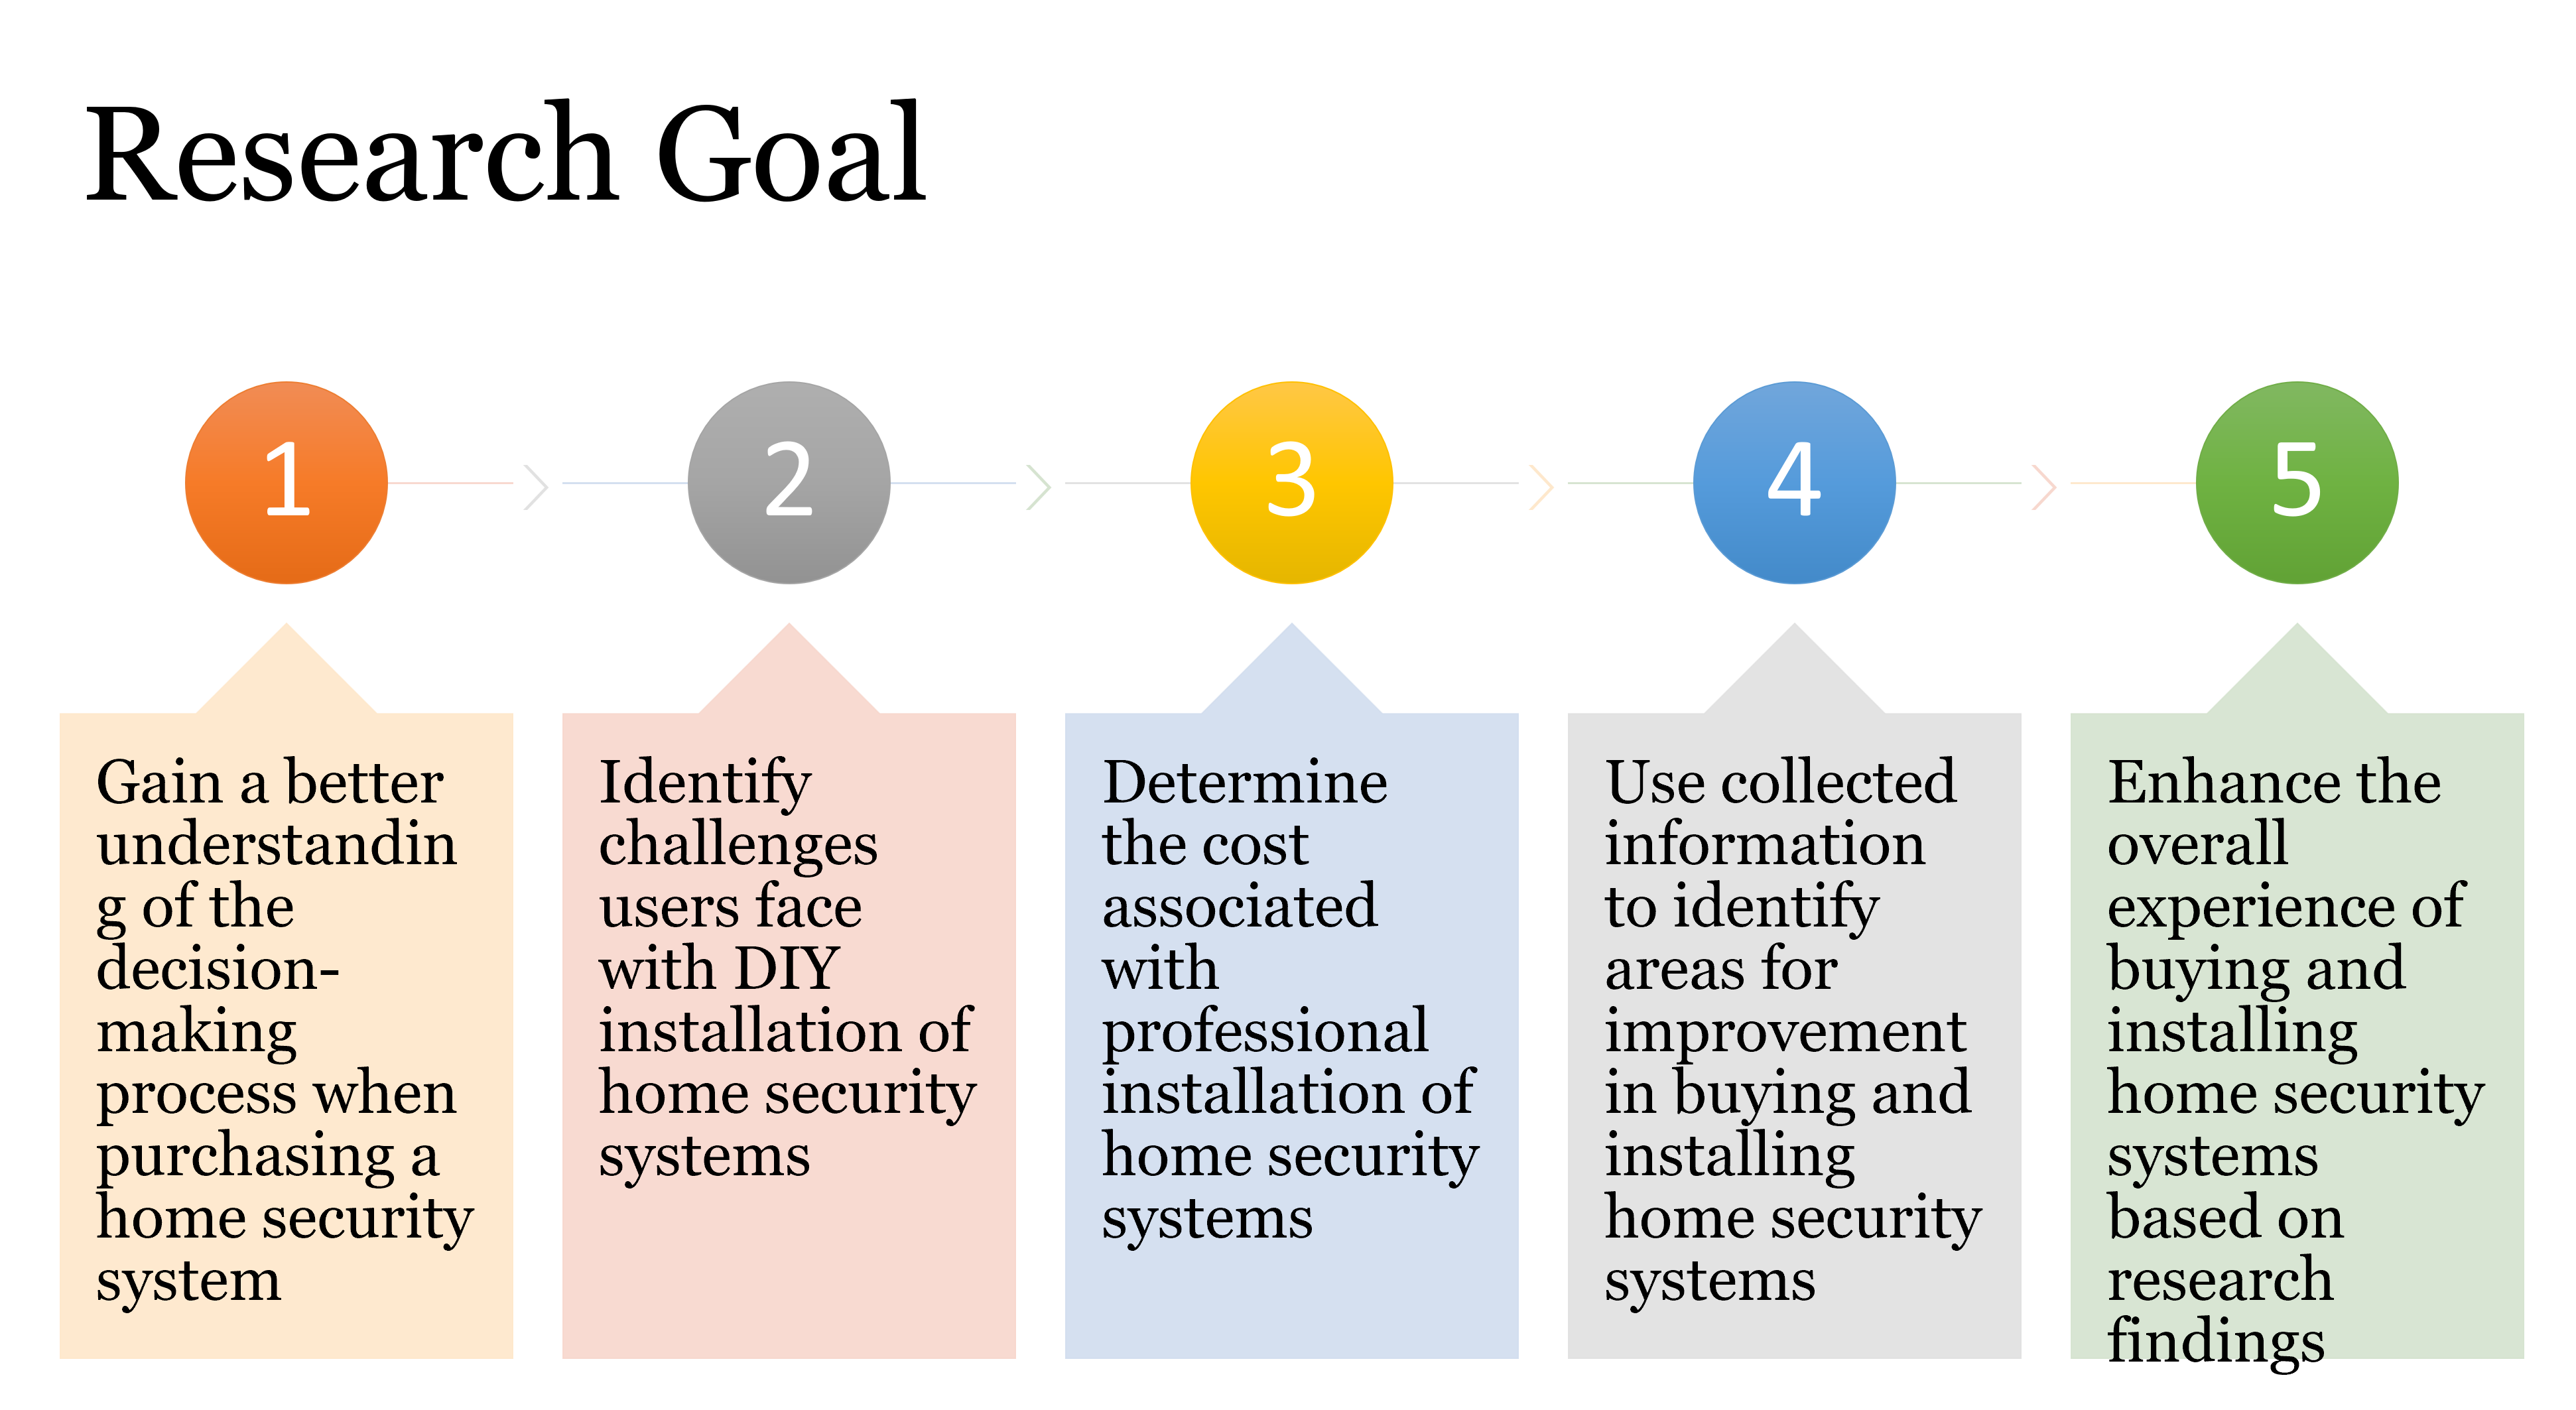 Research Goal
1
2
3
4
5
Gain a better
understandin
g of the
decision-
making
process when
purchasing a
home security
system
Identify
challenges
users face
with DIY
installation of
home security
systems
Determine
the cost
associated
with
professional
installation of
home security
systems
Use collected
information
to identify
areas for
improvement
in buying and
installing
home security
systems
Enhance the
overall
experience of
buying and
installing
home security
systems
based on
research
findings